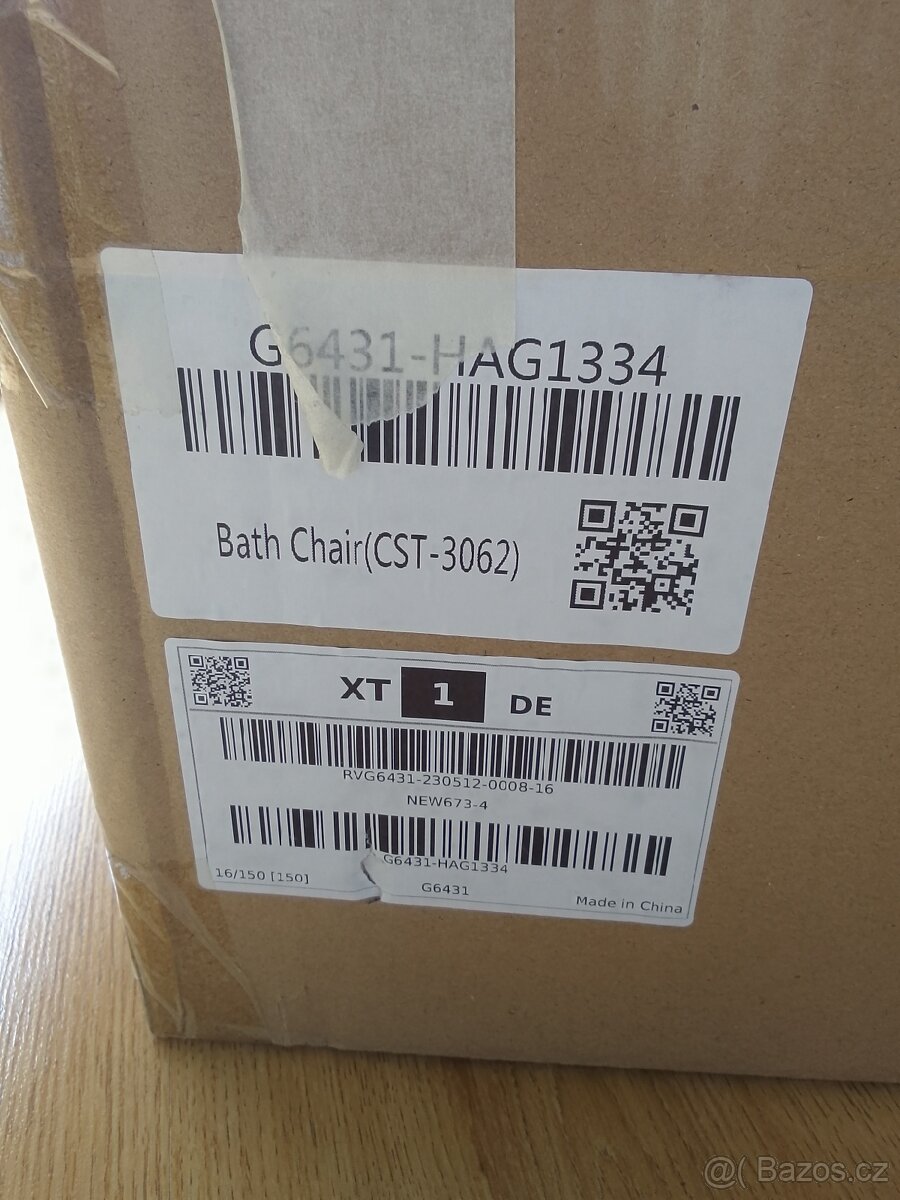 G6431-HAG1334
Bath Chair(CST-3062)
XT 1 DE
RVG6431-230512-0008-16
NEW673-4
G6431-HAG1334
16/150 [150]
G6431
Made in China
@( Bazos.cz